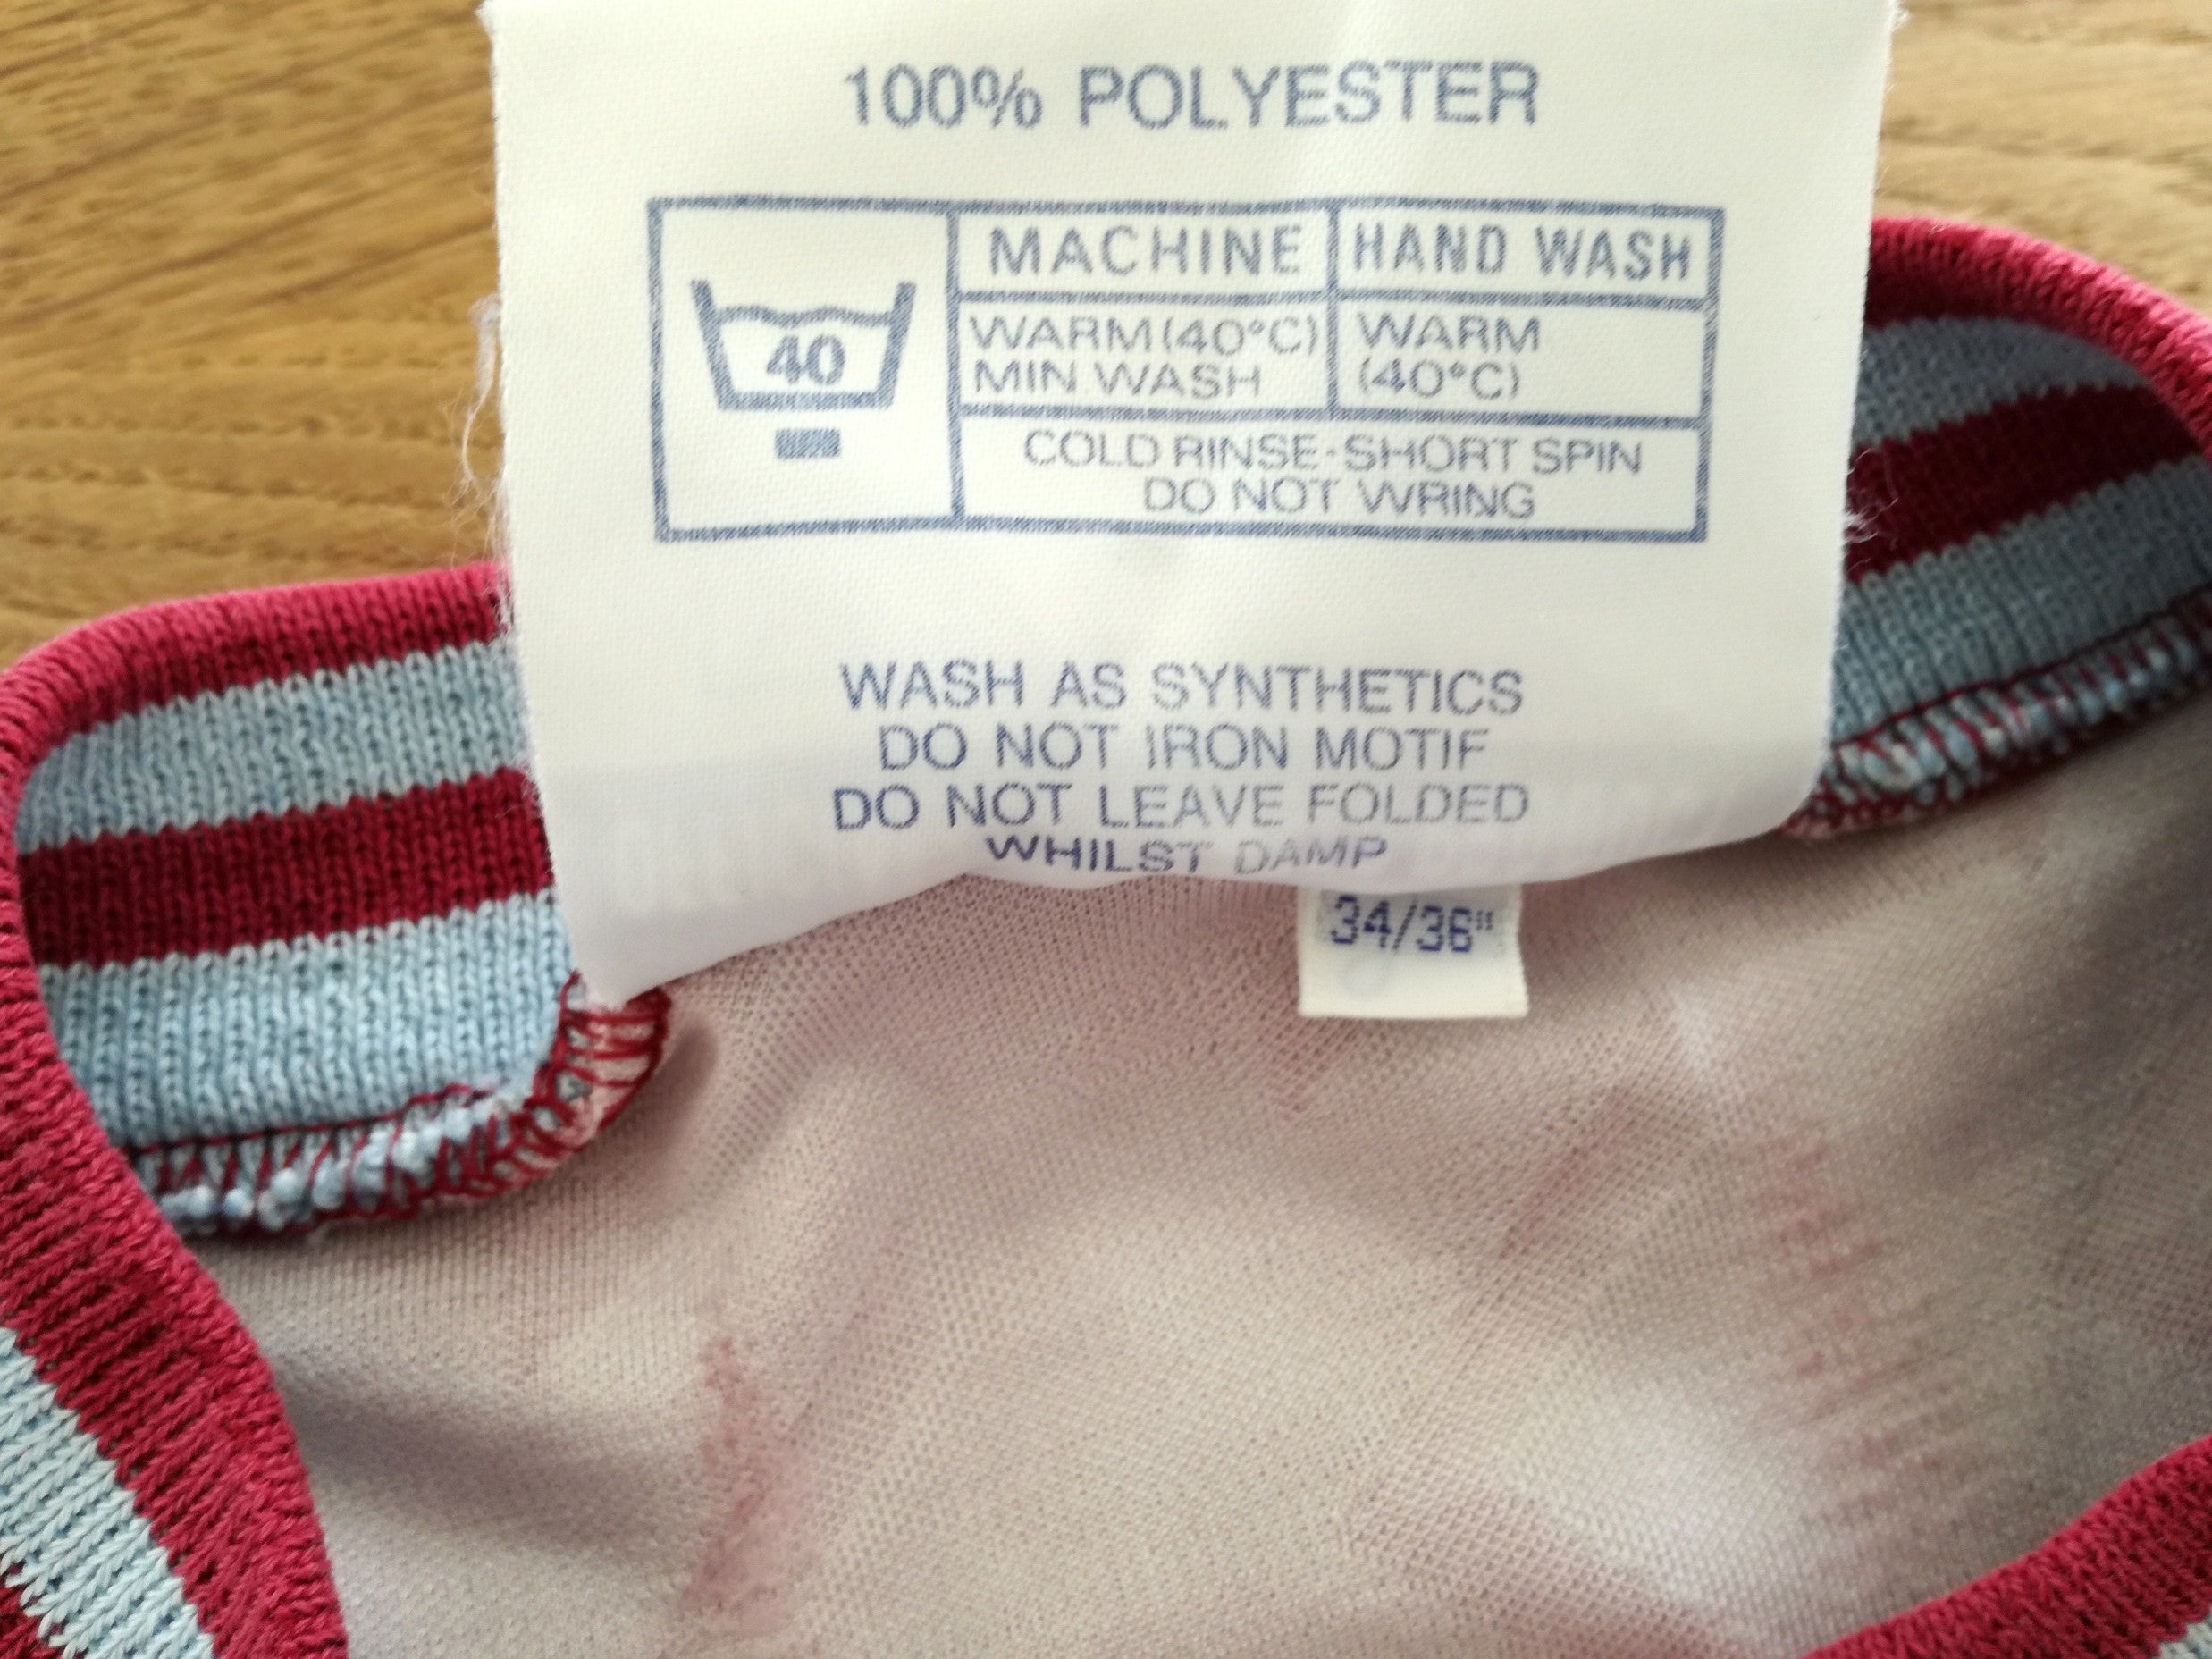 100% POLYESTER
MACHINE HAND WASH
40
WARM (40°C) WARM
MIN. WASH (40°C)
COLD RINSE-SHORT SPIN
DO NOT WRING
WASH AS SYNTHETICS
DO NOT IRON MOTIF
DO NOT LEAVE FOLDED
WHILST DAMP
34/36"